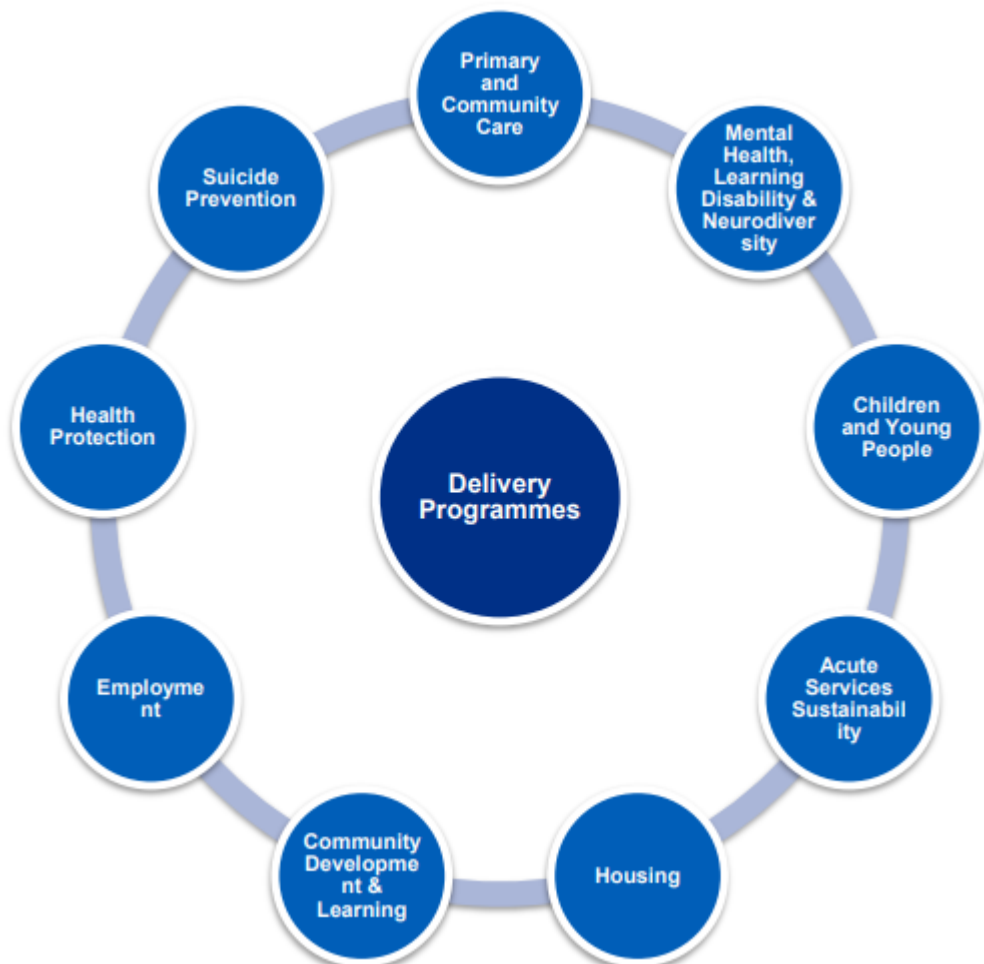 Primary
and
Community
Care
Mental
Health,
Learning
Disability &
Neurodiver
sity
Children
and Young
People
Acute
Services
Sustainabil
ity
Housing
Community
Developme
nt &
Learning
Employme
nt
Health
Protection
Suicide
Prevention
Delivery
Programmes